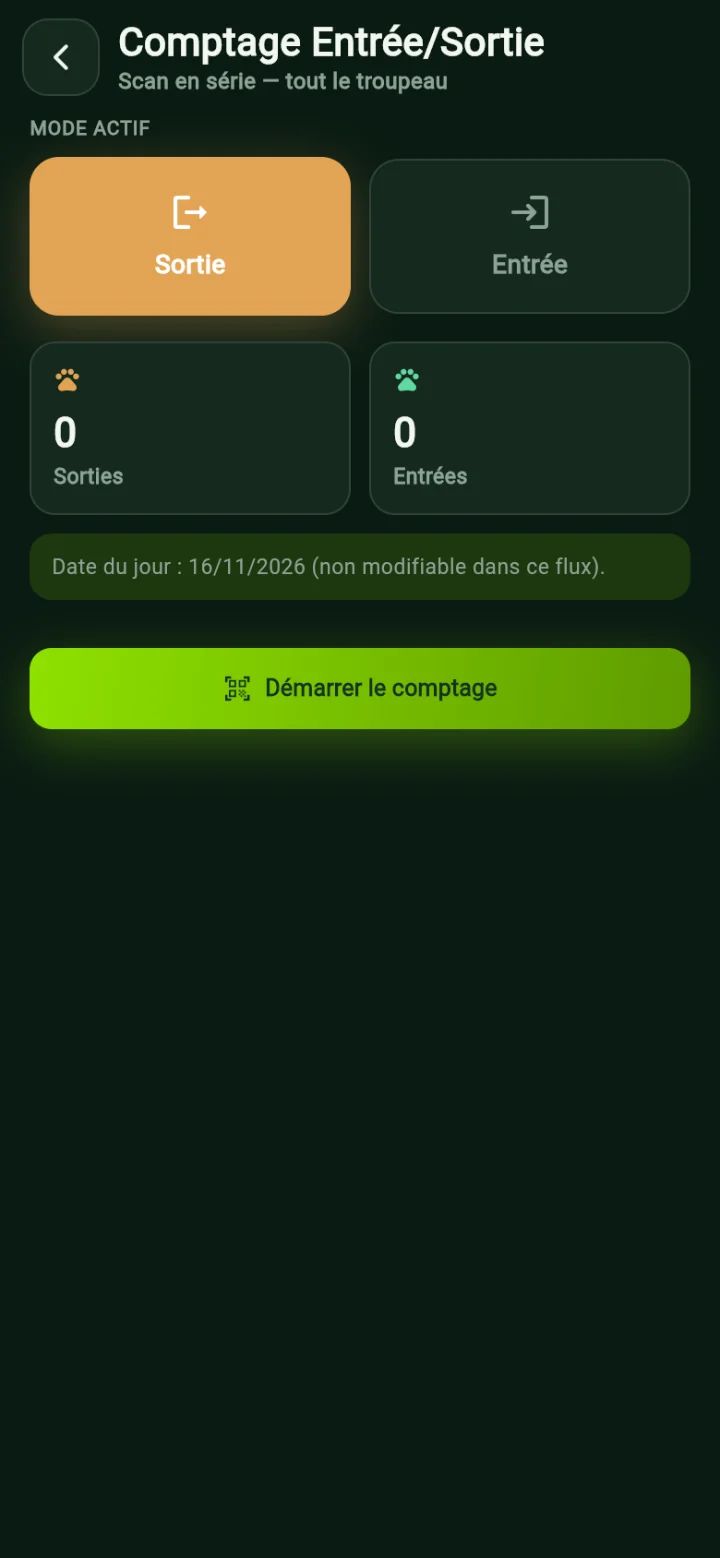 Comptage Entrée/Sortie
Scan en série — tout le troupeau
MODE ACTIF
Sortie
Entrée
0
Sorties
0
Entrées
Date du jour : 16/11/2026 (non modifiable dans ce flux).
Démarrer le comptage